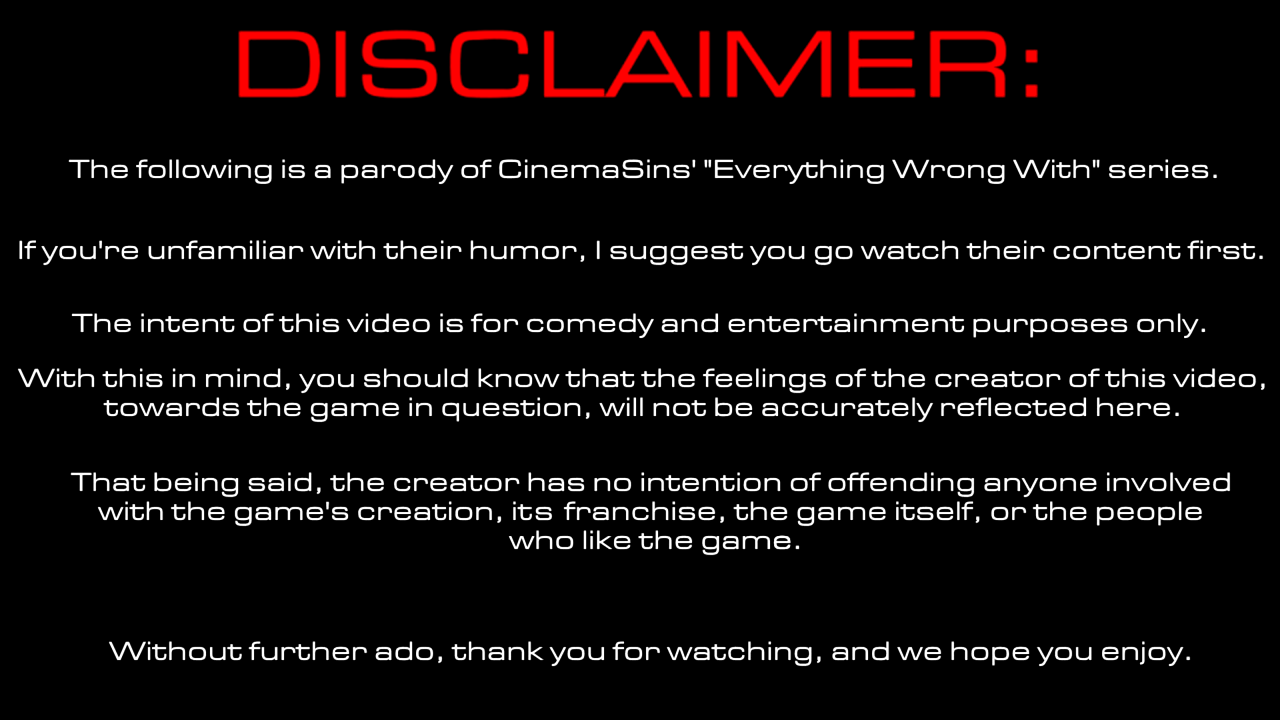 DISCLAIMER:
The following is a parody of CinemaSins' "Everything Wrong With" series.
If you're unfamiliar with their humor, I suggest you go watch their content first.
The intent of this video is for comedy and entertainment purposes only.
With this in mind, you should know that the feelings of the creator of this video,
towards the game in question, will not be accurately reflected here.
That being said, the creator has no intention of offending anyone involved
with the game's creation, its franchise, the game itself, or the people
who like the game.
Without further ado, thank you for watching, and we hope you enjoy.